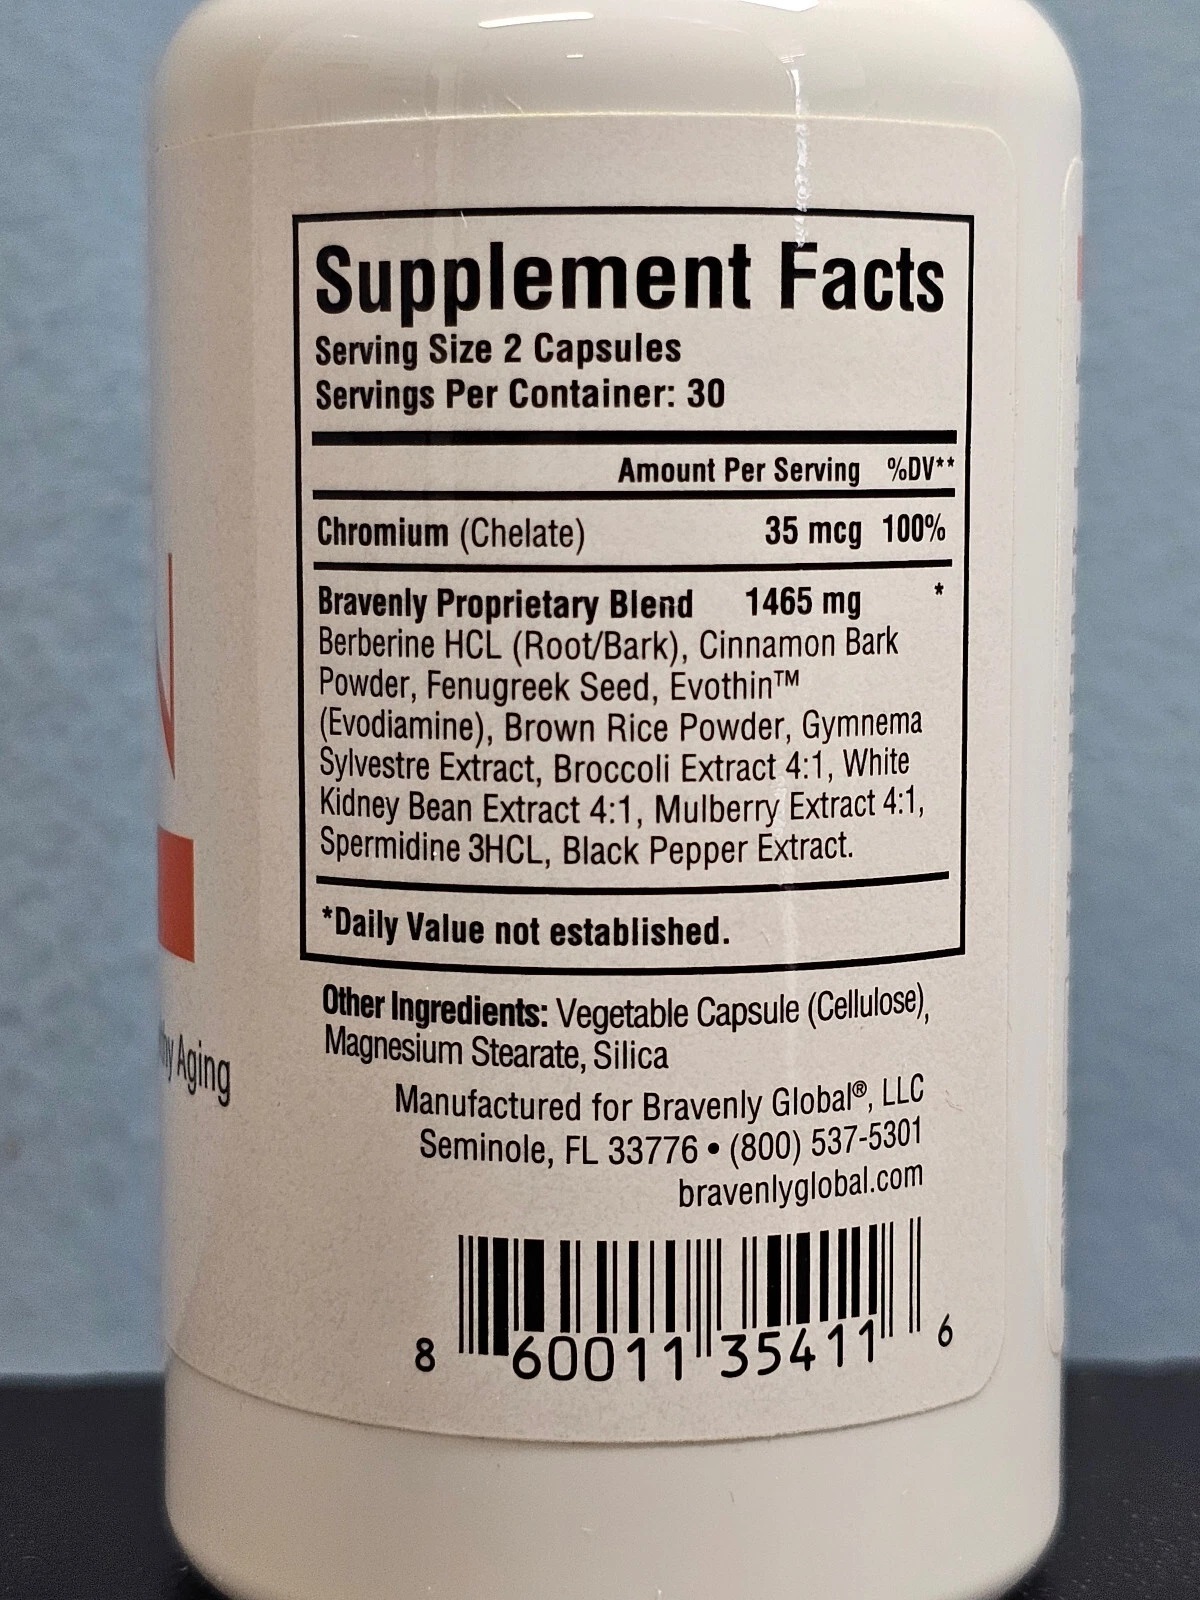 Supplement Facts
Serving Size 2 Capsules
Servings Per Container: 30
Amount Per Serving %DV**
Chromium (Chelate) 35 mcg 100%
Bravenly Proprietary Blend 1465 mg *
Berberine HCL (Root/Bark), Cinnamon Bark
Powder, Fenugreek Seed, Evothin™
(Evodiamine), Brown Rice Powder, Gymnema
Sylvestre Extract, Broccoli Extract 4:1, White
Kidney Bean Extract 4:1, Mulberry Extract 4:1,
Spermidine 3HCL, Black Pepper Extract.
*Daily Value not established.
Other Ingredients: Vegetable Capsule (Cellulose),
Magnesium Stearate, Silica
Manufactured for Bravenly Global®, LLC
Seminole, FL 33776 • (800) 537-5301
bravenlyglobal.com
8 60011 35411 6
Aging